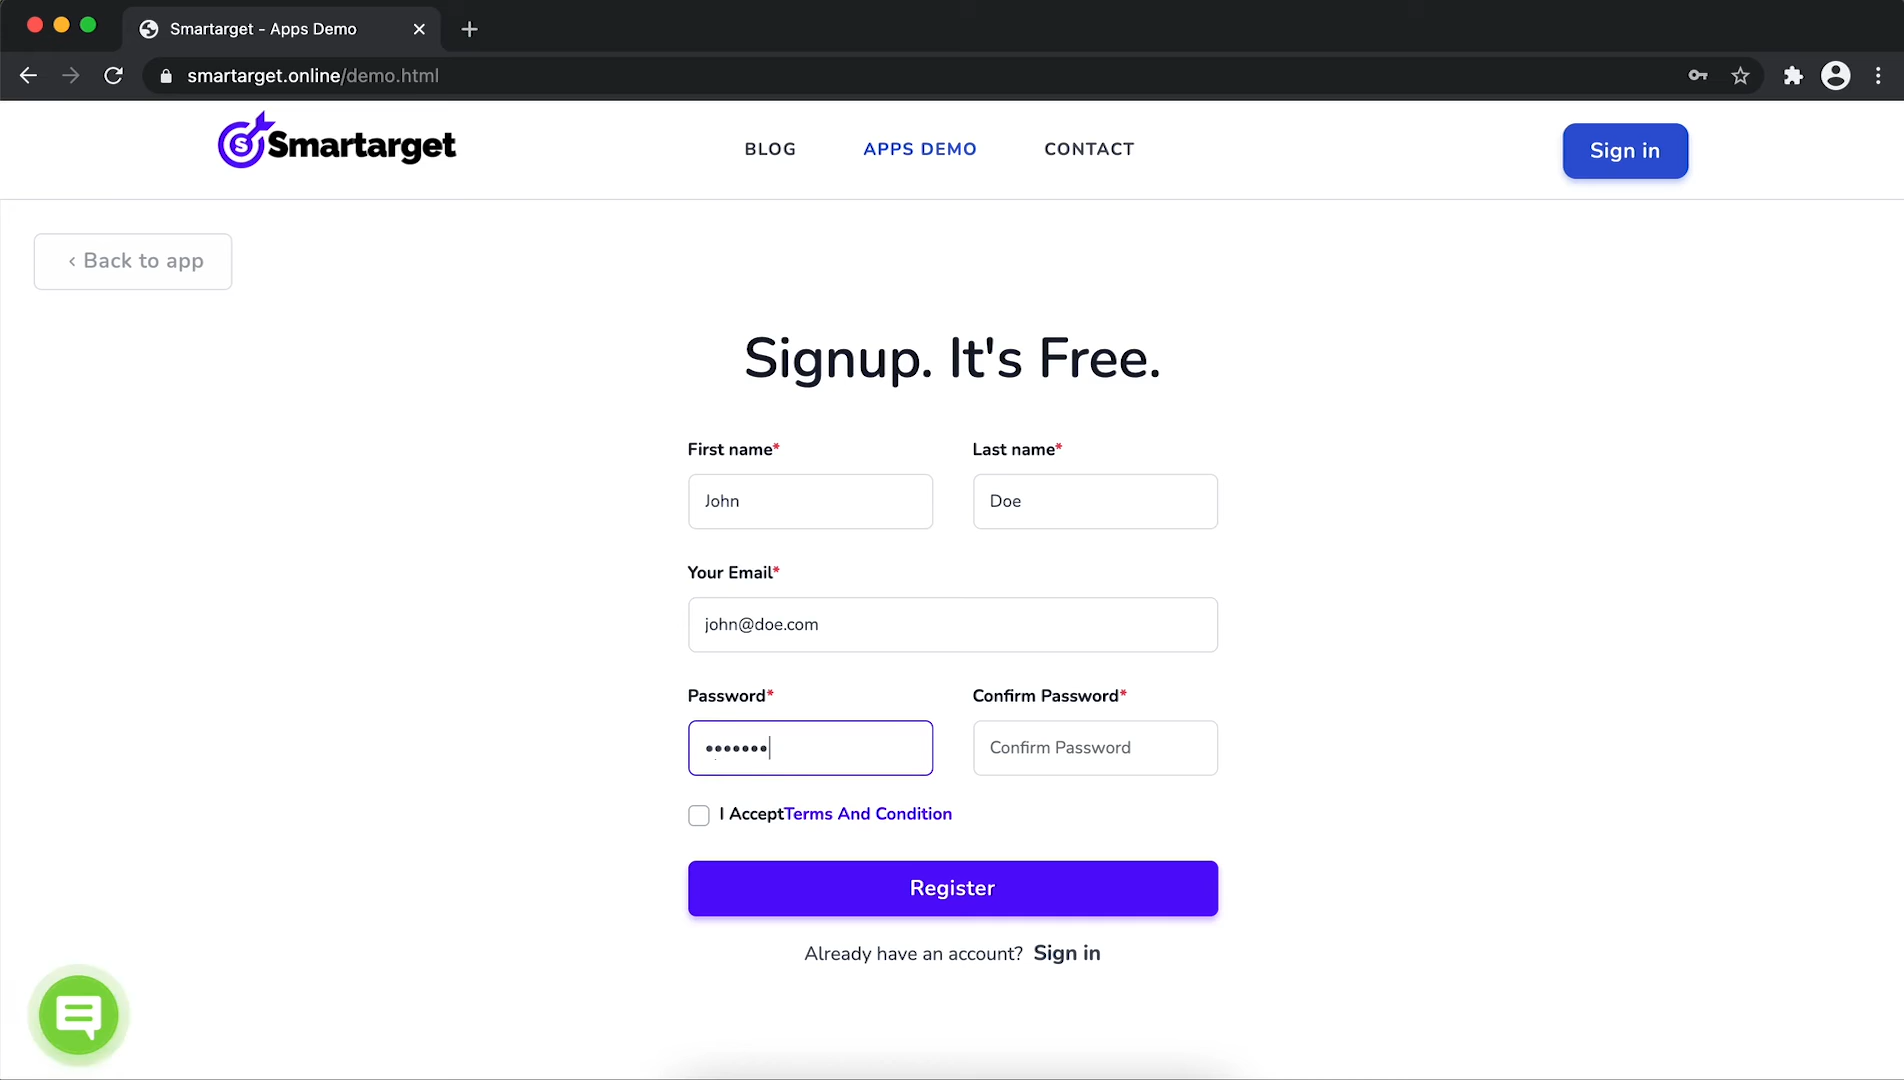 Smartarget - Apps Demo
smartarget.online/demo.html
Smartarget
BLOG
APPS DEMO
CONTACT
Sign in
‹ Back to app
Signup. It's Free.
First name*
Last name*
John
Doe
Your Email*
john@doe.com
Password*
Confirm Password*
•••••••
Confirm Password
I AcceptTerms And Condition
Register
Already have an account? Sign in